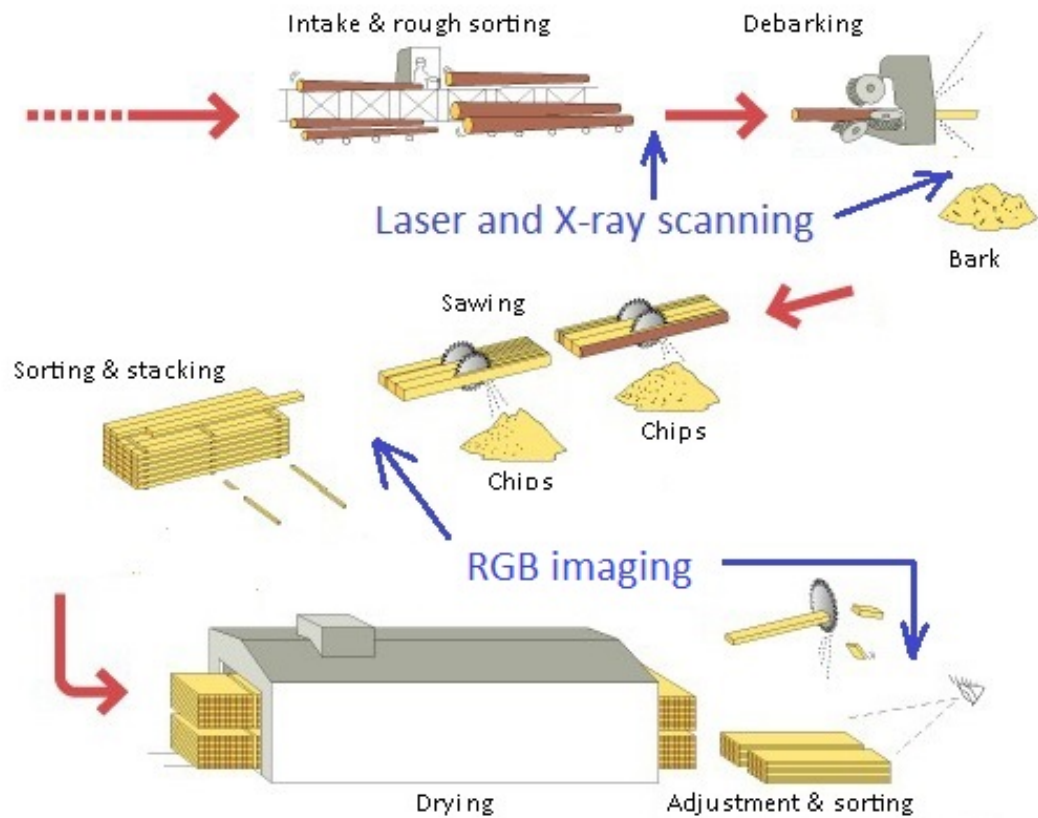 Intake & rough sorting
Debarking
Laser and X-ray scanning
Bark
Sawing
Sorting & stacking
Chips
Chips
RGB imaging
Drying
Adjustment & sorting